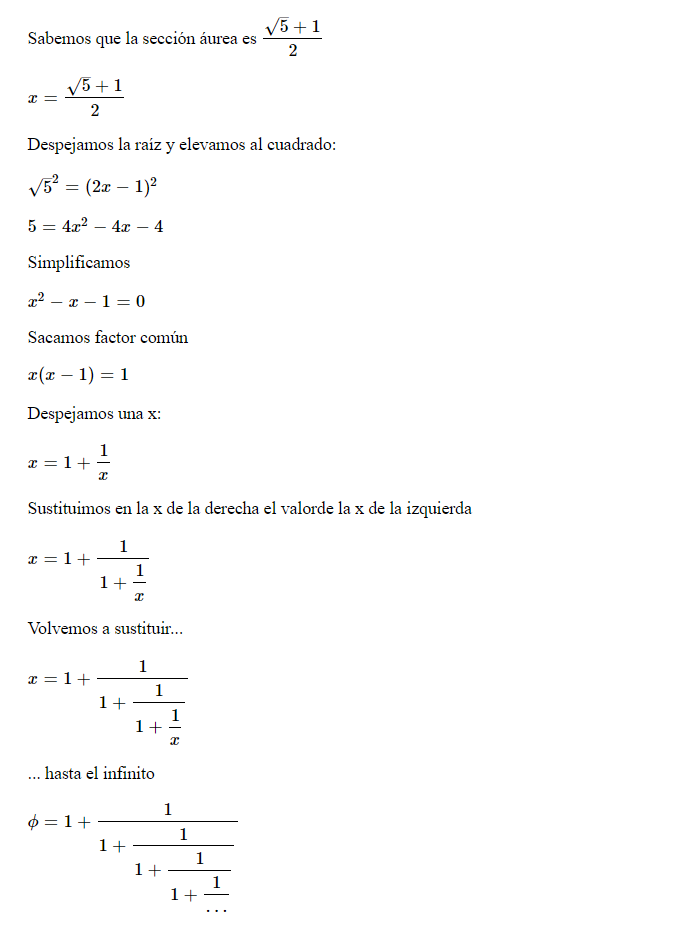 Sabemos que la sección áurea es \frac{\sqrt{5}+1}{2}
x = \frac{\sqrt{5}+1}{2}
Despejamos la raíz y elevamos al cuadrado:
\sqrt{5}^2 = (2x − 1)^2
5 = 4x^2 − 4x − 4
Simplificamos
x^2 − x − 1 = 0
Sacamos factor común
x(x − 1) = 1
Despejamos una x:
x = 1 + \frac{1}{x}
Sustituimos en la x de la derecha el valorde la x de la izquierda
x = 1 + \frac{1}{1 + \frac{1}{x}}
Volvemos a sustituir...
x = 1 + \frac{1}{1 + \frac{1}{1 + \frac{1}{x}}}
... hasta el infinito
\phi = 1 + \frac{1}{1 + \frac{1}{1 + \frac{1}{1 + \frac{1}{\cdots}}}}